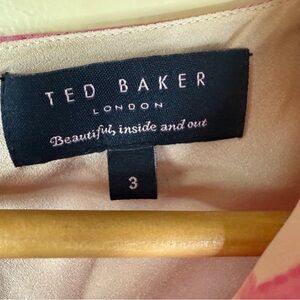 TED BAKER
LONDON
Beautiful, inside and out
3